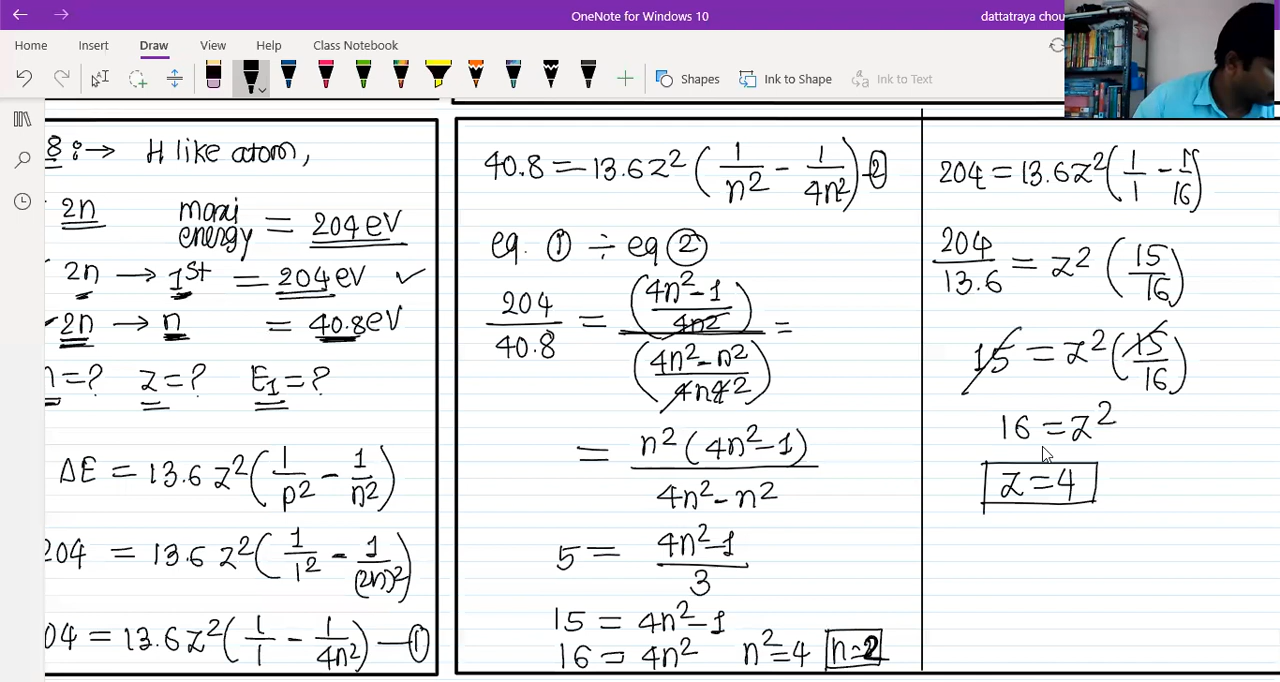 OneNote for Windows 10
dattatraya chou
Home Insert Draw View Help Class Notebook
Shapes Ink to Shape Ink to Text
8 :→ H like atom,
2n maxi energy = 204 eV
2n → 1st = 204 eV ✓
2n → n = 40.8 eV
n = ? z = ? E₁ = ?
ΔE = 13.6 z² (1/p² - 1/n²)
204 = 13.6 z² (1/1² - 1/(2n)²)
04 = 13.6 z² (1/1 - 1/4n²) —①
40.8 = 13.6 z² (1/n² - 1/4n²) ②
eq. ① ÷ eq ②
204/40.8 = ((4n²-1)/4n²) / ((4n²-n²)/4n⁴) =
= n² (4n²-1) / 4n²-n²
5 = 4n²-1 / 3
15 = 4n²-1
16 = 4n² n² = 4 n = 2
204 = 13.6 z² (1/1 - 1/16)
204/13.6 = z² (15/16)
15 = z² (15/16)
16 = z²
z = 4